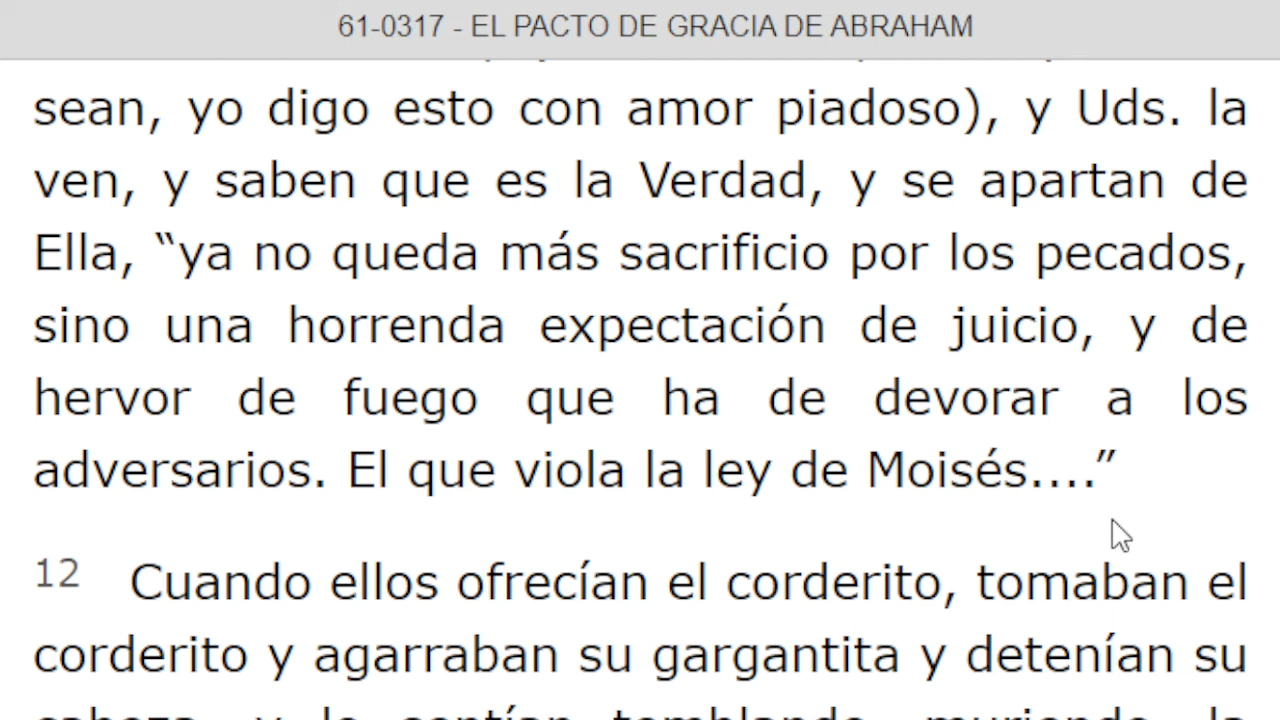 61-0317 - EL PACTO DE GRACIA DE ABRAHAM
sean, yo digo esto con amor piadoso), y Uds. la
ven, y saben que es la Verdad, y se apartan de
Ella, “ya no queda más sacrificio por los pecados,
sino una horrenda expectación de juicio, y de
hervor de fuego que ha de devorar a los
adversarios. El que viola la ley de Moisés....”
12 Cuando ellos ofrecían el corderito, tomaban el
corderito y agarraban su gargantita y detenían su